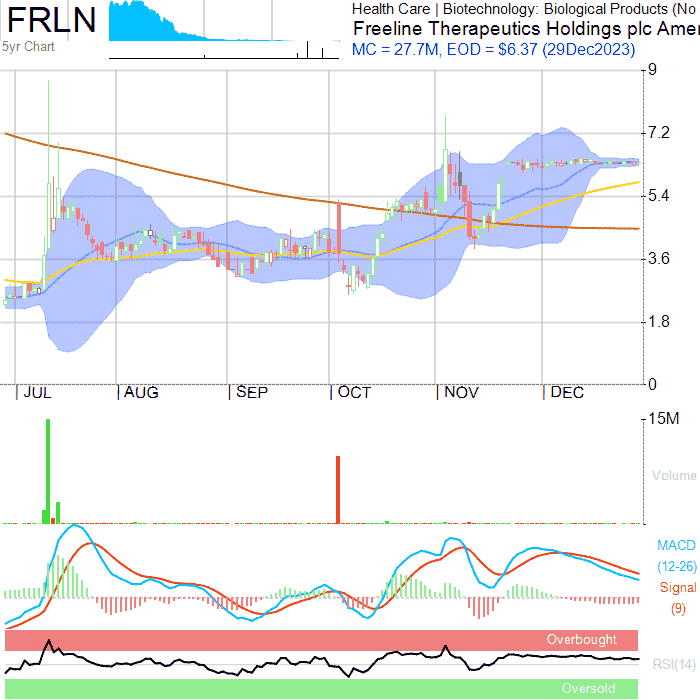 FRLN
5yr Chart
Health Care | Biotechnology: Biological Products (No
Freeline Therapeutics Holdings plc Amer
MC = 27.7M, EOD = $6.37 (29Dec2023)
9
7.2
5.4
3.6
1.8
0
JUL AUG SEP OCT NOV DEC
15M
Volume
MACD
(12-26)
Signal
(9)
Overbought
RSI(14)
Oversold